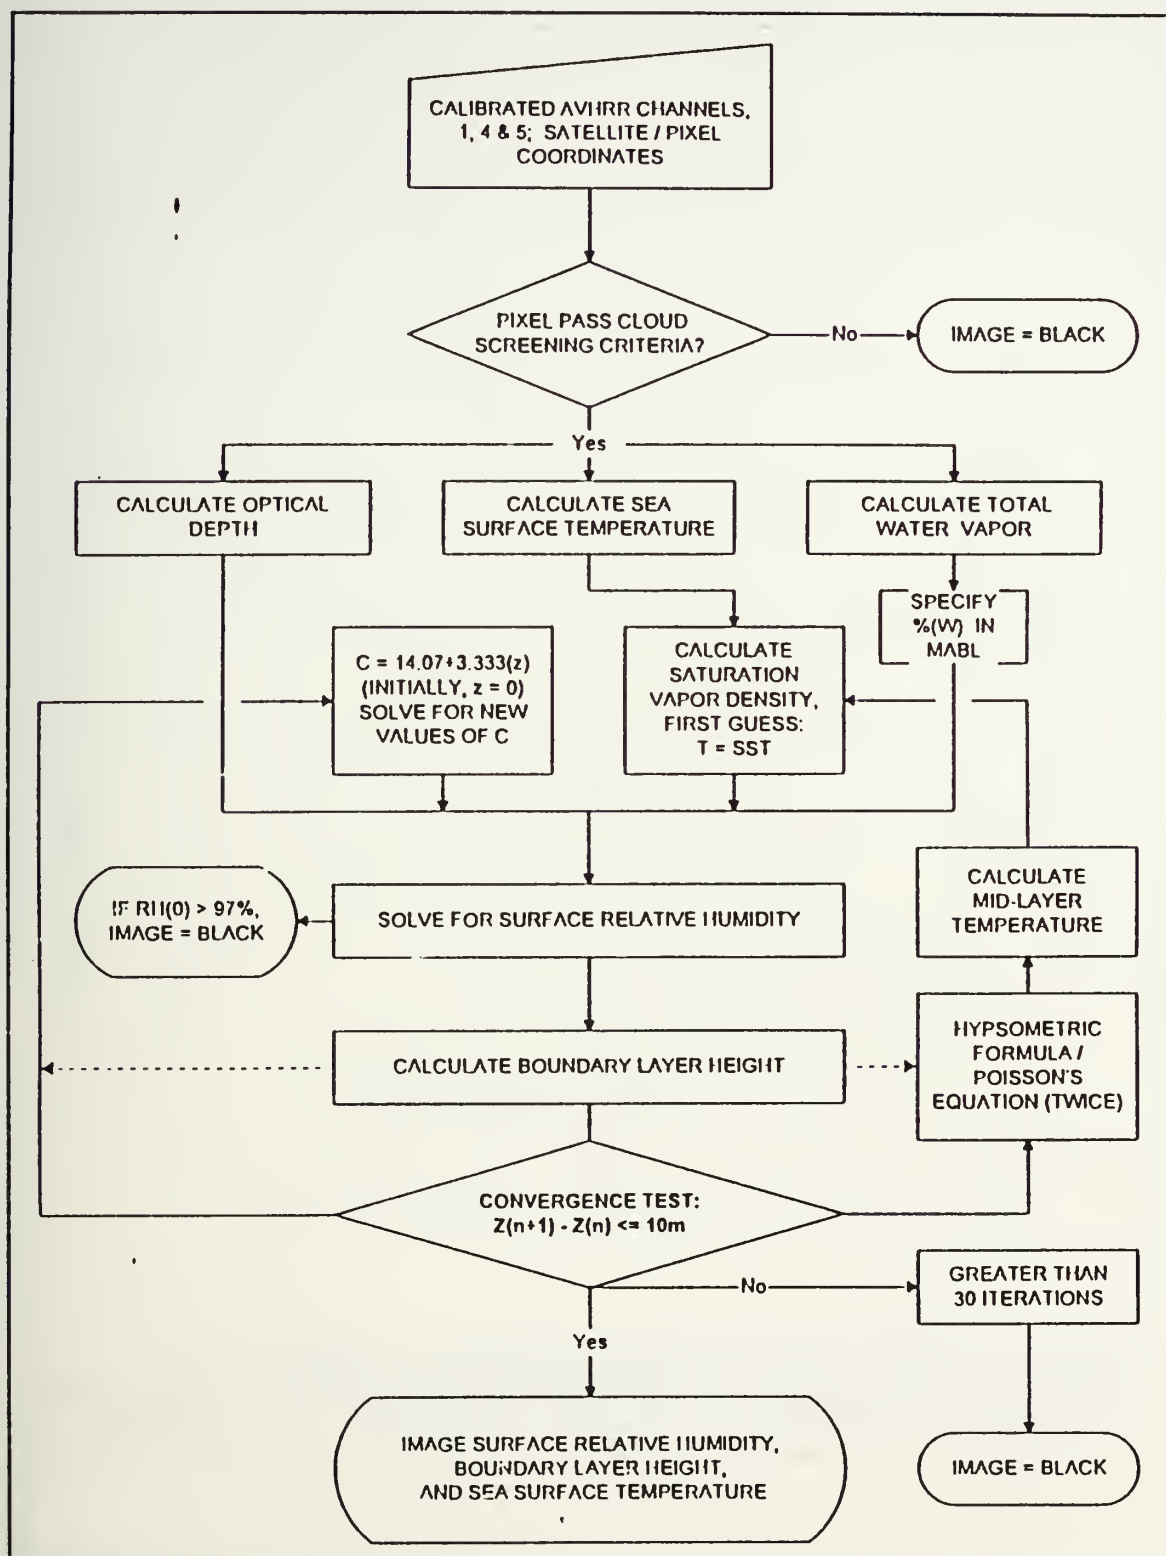 CALIBRATED AVHRR CHANNELS,
1, 4 & 5; SATELLITE / PIXEL
COORDINATES
PIXEL PASS CLOUD
SCREENING CRITERIA?
No
IMAGE = BLACK
Yes
CALCULATE OPTICAL
DEPTH
CALCULATE SEA
SURFACE TEMPERATURE
CALCULATE TOTAL
WATER VAPOR
SPECIFY
%(W) IN
MABL
C = 14.07+3.333(z)
(INITIALLY, z = 0)
SOLVE FOR NEW
VALUES OF C
CALCULATE
SATURATION
VAPOR DENSITY,
FIRST GUESS:
T = SST
CALCULATE
MID-LAYER
TEMPERATURE
IF RH(0) > 97%,
IMAGE = BLACK
SOLVE FOR SURFACE RELATIVE HUMIDITY
CALCULATE BOUNDARY LAYER HEIGHT
HYPSOMETRIC
FORMULA /
POISSON'S
EQUATION (TWICE)
CONVERGENCE TEST:
Z(n+1) - Z(n) <= 10m
No
GREATER THAN
30 ITERATIONS
Yes
IMAGE SURFACE RELATIVE HUMIDITY,
BOUNDARY LAYER HEIGHT,
AND SEA SURFACE TEMPERATURE
IMAGE = BLACK